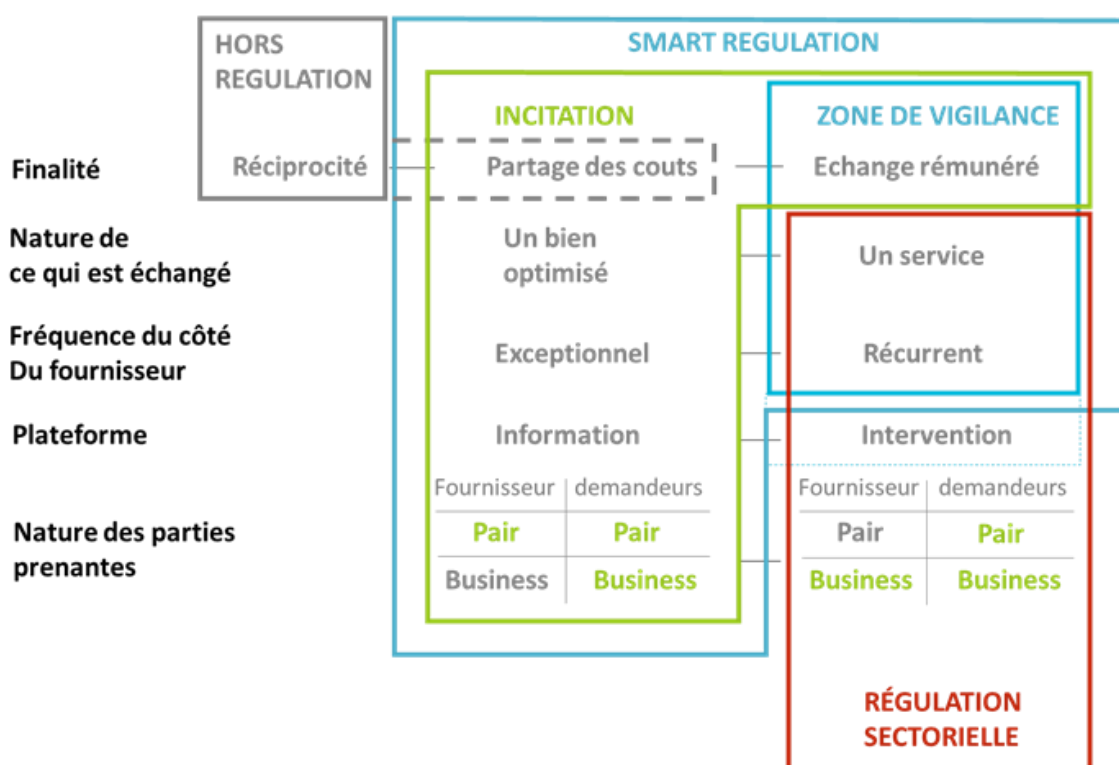 HORS
REGULATION
SMART REGULATION
INCITATION
ZONE DE VIGILANCE
Finalité
Réciprocité
Partage des couts
Echange rémunéré
Nature de
ce qui est échangé
Un bien
optimisé
Un service
Fréquence du côté
Du fournisseur
Exceptionnel
Récurrent
Plateforme
Information
Intervention
Fournisseur
demandeurs
Fournisseur
demandeurs
Nature des parties
prenantes
Pair
Pair
Pair
Pair
Business
Business
Business
Business
RÉGULATION
SECTORIELLE